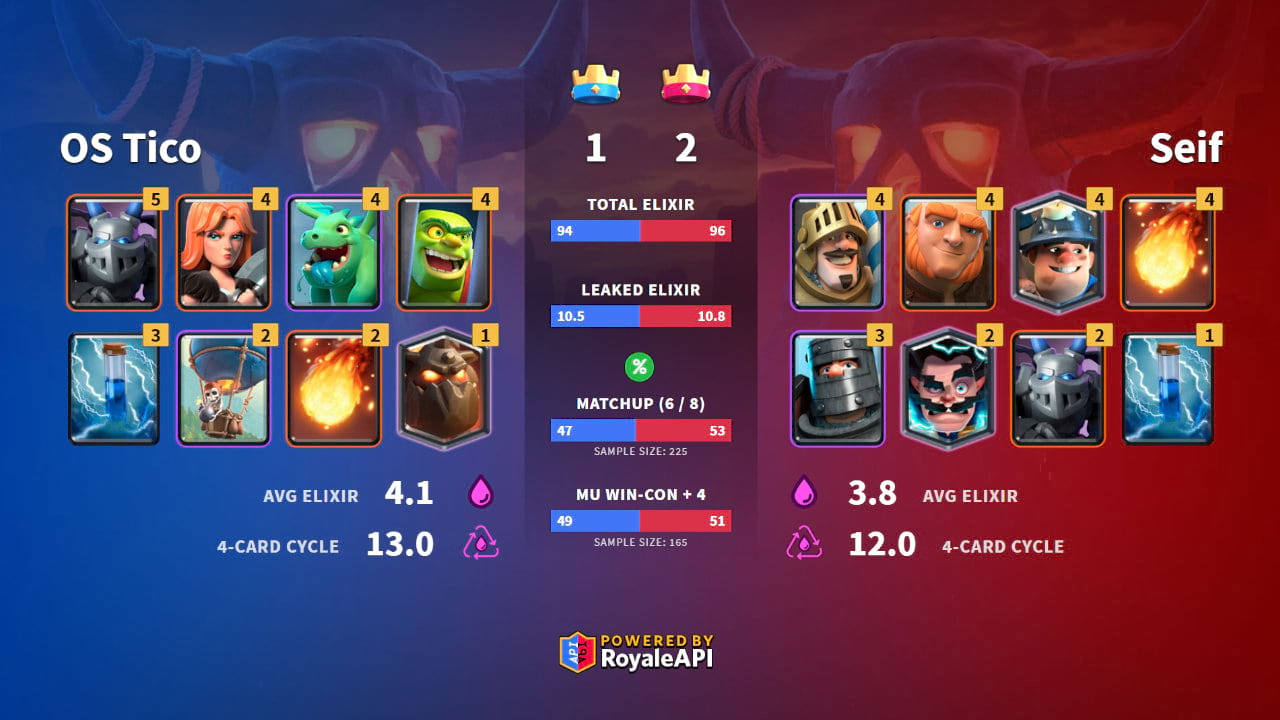 1 2
OS Tico
Seif
5 4 4 4
3 2 2 1
AVG ELIXIR 4.1
4-CARD CYCLE 13.0
TOTAL ELIXIR
94 96
LEAKED ELIXIR
10.5 10.8
%
MATCHUP (6 / 8)
47 53
SAMPLE SIZE: 225
MU WIN-CON + 4
49 51
SAMPLE SIZE: 165
4 4 4 4
3 2 2 1
3.8 AVG ELIXIR
12.0 4-CARD CYCLE
API
POWERED BY
RoyaleAPI